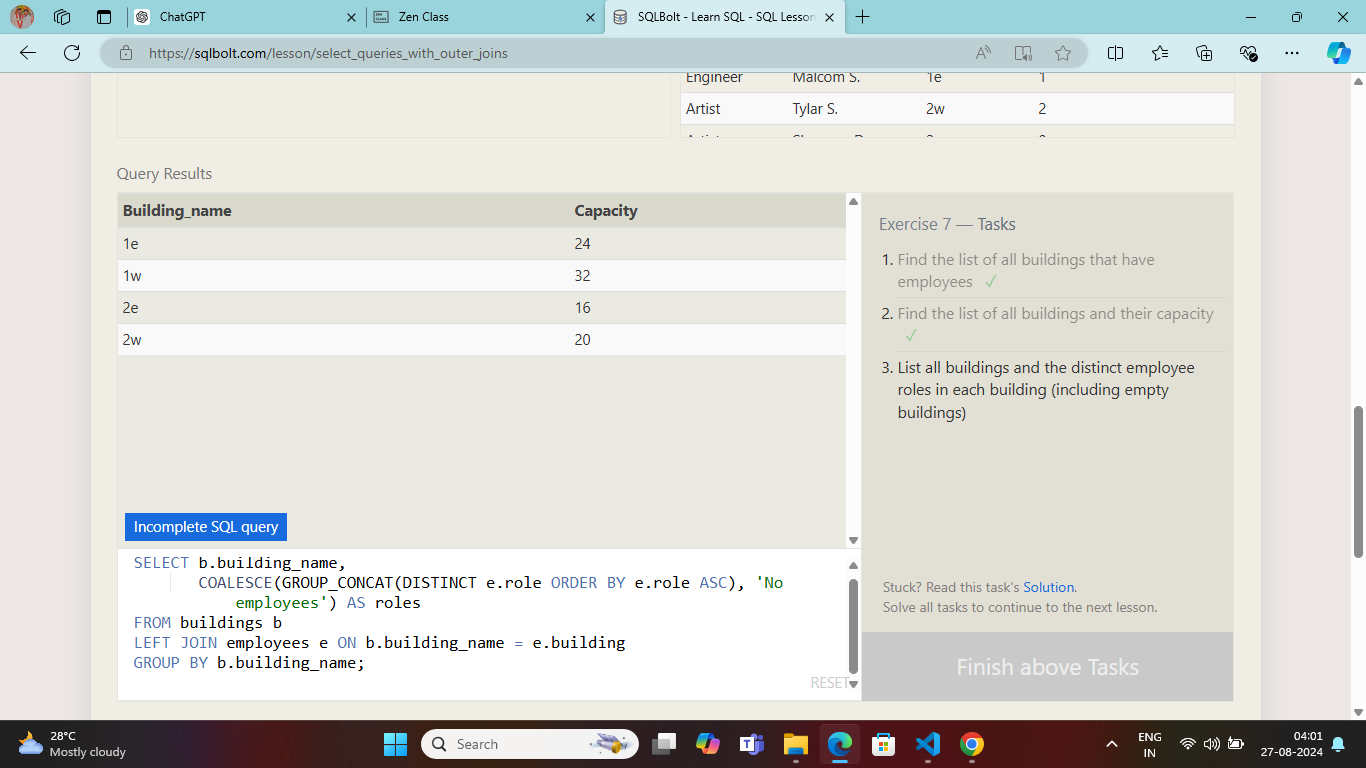 ChatGPT
Zen Class
SQLBolt - Learn SQL - SQL Lesson
https://sqlbolt.com/lesson/select_queries_with_outer_joins
Engineer Malcom S. 1e 1
Artist Tylar S. 2w 2
Query Results
Building_name Capacity
1e 24
1w 32
2e 16
2w 20
Incomplete SQL query
SELECT b.building_name,
COALESCE(GROUP_CONCAT(DISTINCT e.role ORDER BY e.role ASC), 'No
employees') AS roles
FROM buildings b
LEFT JOIN employees e ON b.building_name = e.building
GROUP BY b.building_name;
RESET
Exercise 7 — Tasks
1. Find the list of all buildings that have
employees ✓
2. Find the list of all buildings and their capacity
✓
3. List all buildings and the distinct employee
roles in each building (including empty
buildings)
Stuck? Read this task's Solution.
Solve all tasks to continue to the next lesson.
Finish above Tasks
28°C
Mostly cloudy
Search
ENG
IN
04:01
27-08-2024